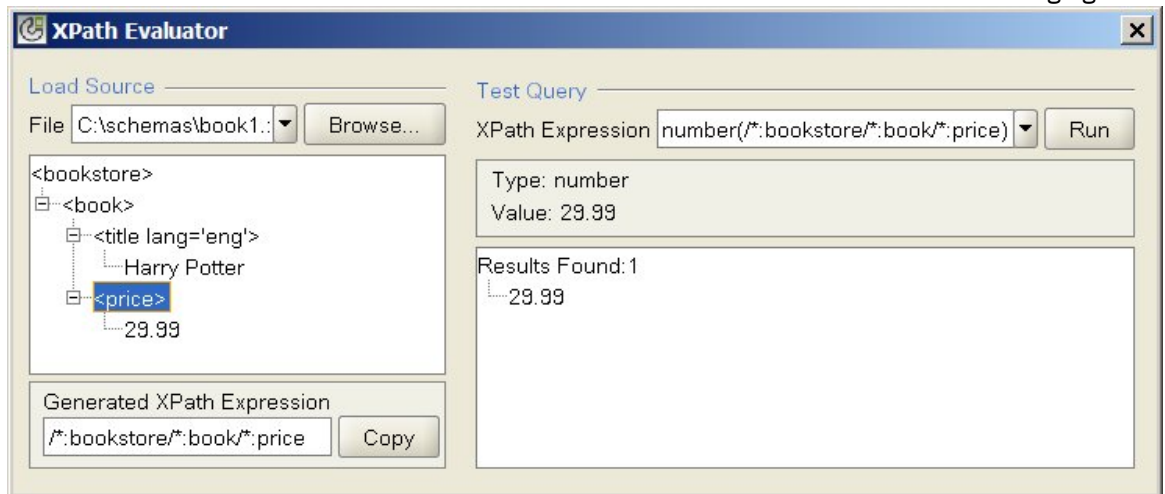 XPath Evaluator
Load Source
File C:\schemas\book1.: Browse...
<bookstore>
<book>
<title lang='eng'>
Harry Potter
<price>
29.99
Generated XPath Expression
/*:bookstore/*:book/*:price Copy
Test Query
XPath Expression number(/*:bookstore/*:book/*:price) Run
Type: number
Value: 29.99
Results Found:1
29.99